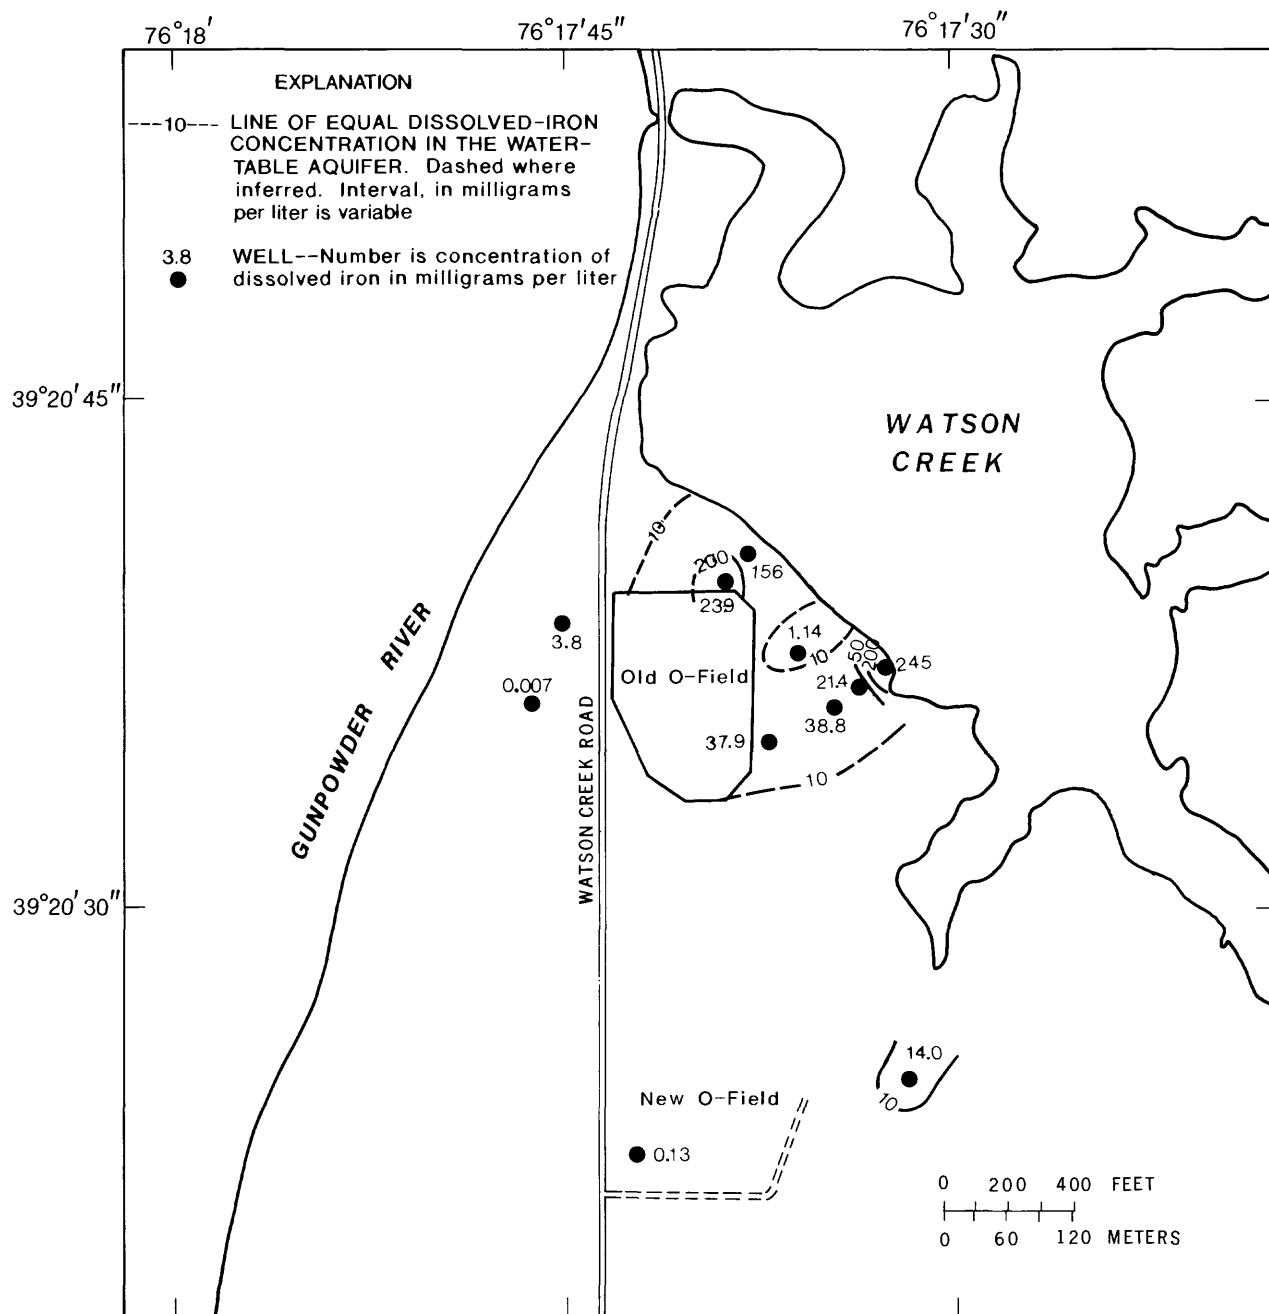 76°18'
76°17'45"
76°17'30"
EXPLANATION
---10--- LINE OF EQUAL DISSOLVED-IRON
CONCENTRATION IN THE WATER-
TABLE AQUIFER. Dashed where
inferred. Interval, in milligrams
per liter is variable
3.8 WELL--Number is concentration of
dissolved iron in milligrams per liter
39°20'45"
WATSON
CREEK
10
200
156
239
3.8
1.14
10
50
200
245
GUNPOWDER RIVER
Old O-Field
21.4
0.007
38.8
37.9
WATSON CREEK ROAD
10
39°20'30"
14.0
10
New O-Field
0.13
0 200 400 FEET
0 60 120 METERS